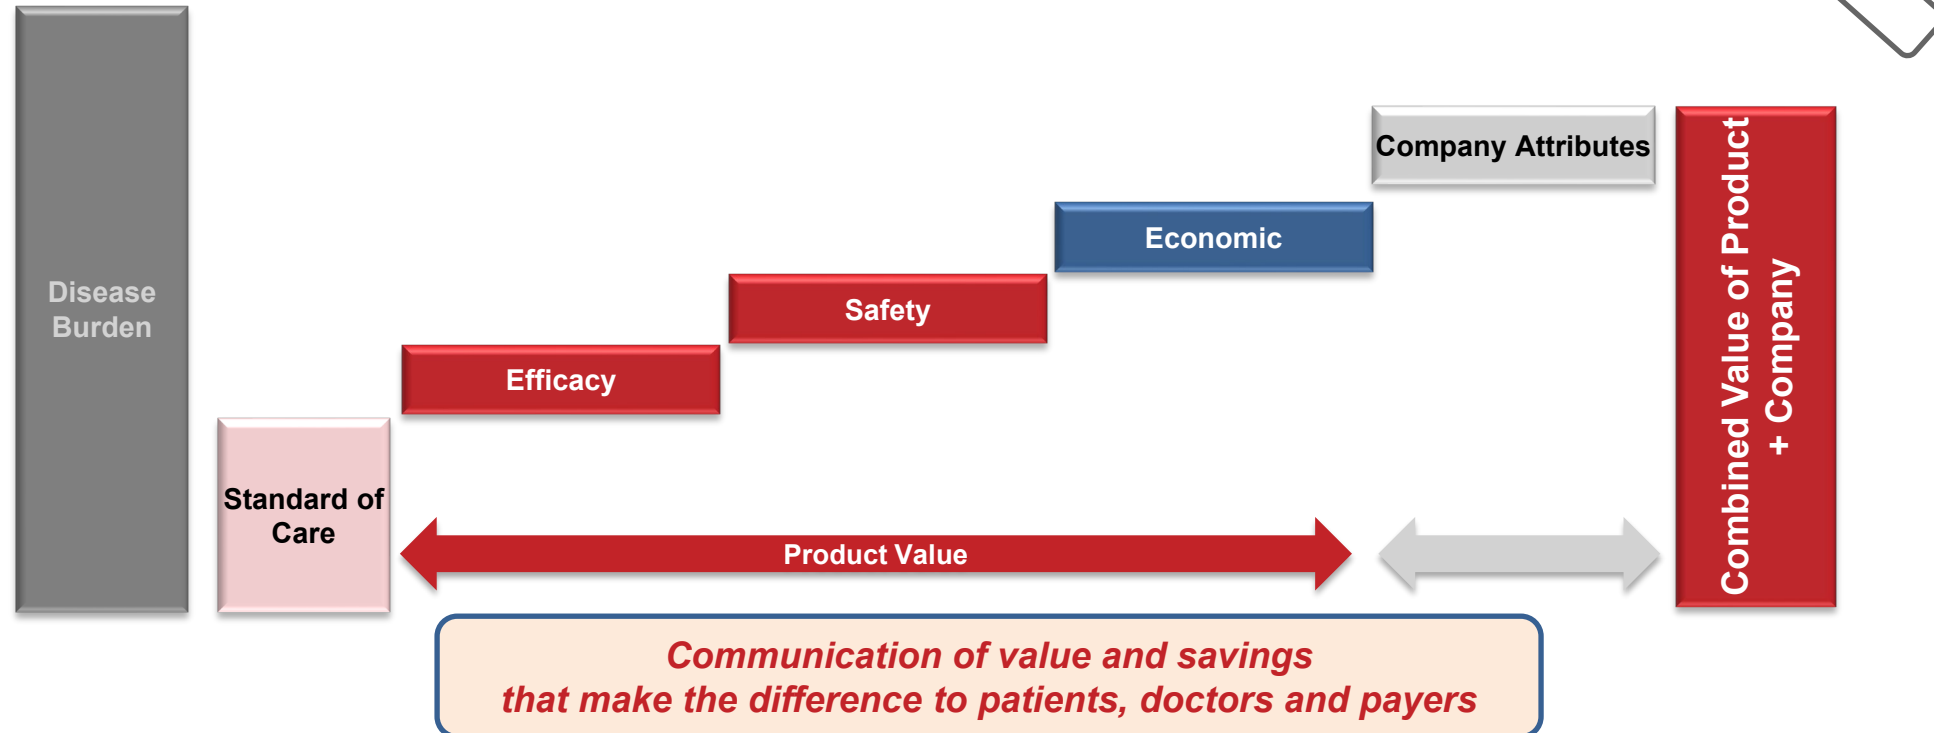 Disease
Burden
Standard of
Care
Efficacy
Safety
Economic
Company Attributes
Product Value
Combined Value of Product
+ Company
Communication of value and savings
that make the difference to patients, doctors and payers